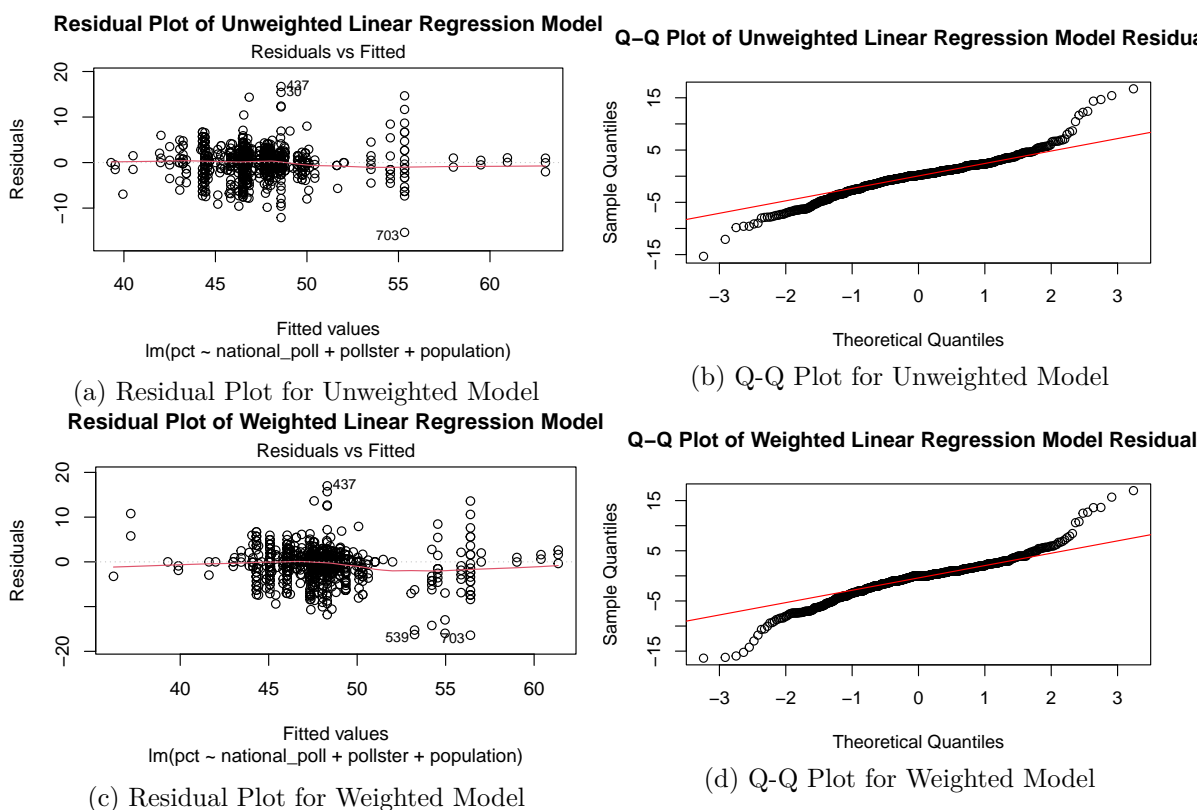 Residual Plot of Unweighted Linear Regression Model
Residuals vs Fitted
Residuals
20
10
0
−10
437
30
703
40 45 50 55 60
Fitted values
lm(pct ~ national_poll + pollster + population)
(a) Residual Plot for Unweighted Model
Q−Q Plot of Unweighted Linear Regression Model Residua
Sample Quantiles
15
5
−5
−15
−3 −2 −1 0 1 2 3
Theoretical Quantiles
(b) Q-Q Plot for Unweighted Model
Residual Plot of Weighted Linear Regression Model
Residuals vs Fitted
Residuals
20
10
0
−20
437
539
703
40 45 50 55 60
Fitted values
lm(pct ~ national_poll + pollster + population)
(c) Residual Plot for Weighted Model
Q−Q Plot of Weighted Linear Regression Model Residual
Sample Quantiles
15
5
−5
−15
−3 −2 −1 0 1 2 3
Theoretical Quantiles
(d) Q-Q Plot for Weighted Model